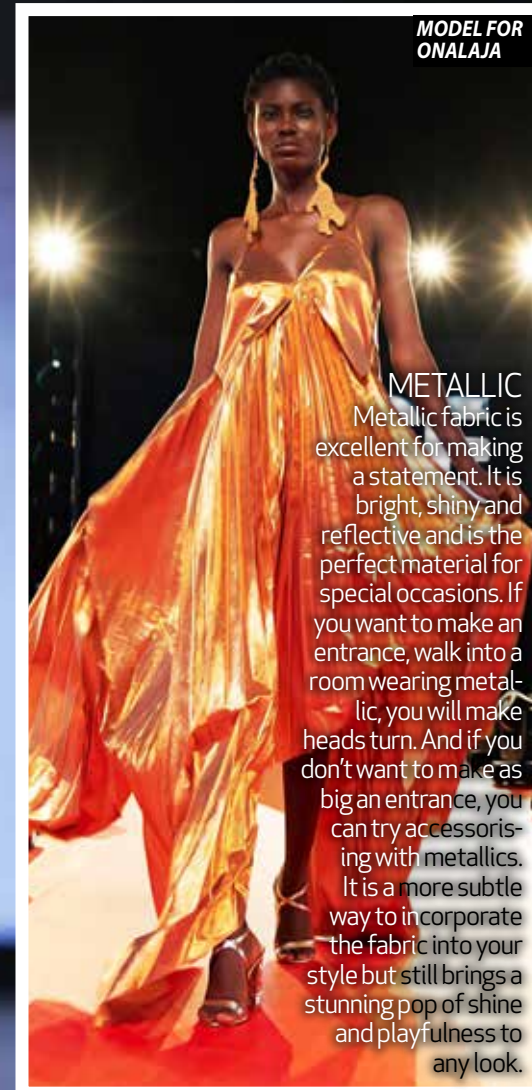 MODEL FOR
ONALAJA
METALLIC
Metallic fabric is
excellent for making
a statement. It is
bright, shiny and
reflective and is the
perfect material for
special occasions. If
you want to make an
entrance, walk into a
room wearing metal-
lic, you will make
heads turn. And if you
don't want to make as
big an entrance, you
can try accessoris-
ing with metallics.
It is a more subtle
way to incorporate
the fabric into your
style but still brings a
stunning pop of shine
and playfulness to
any look.